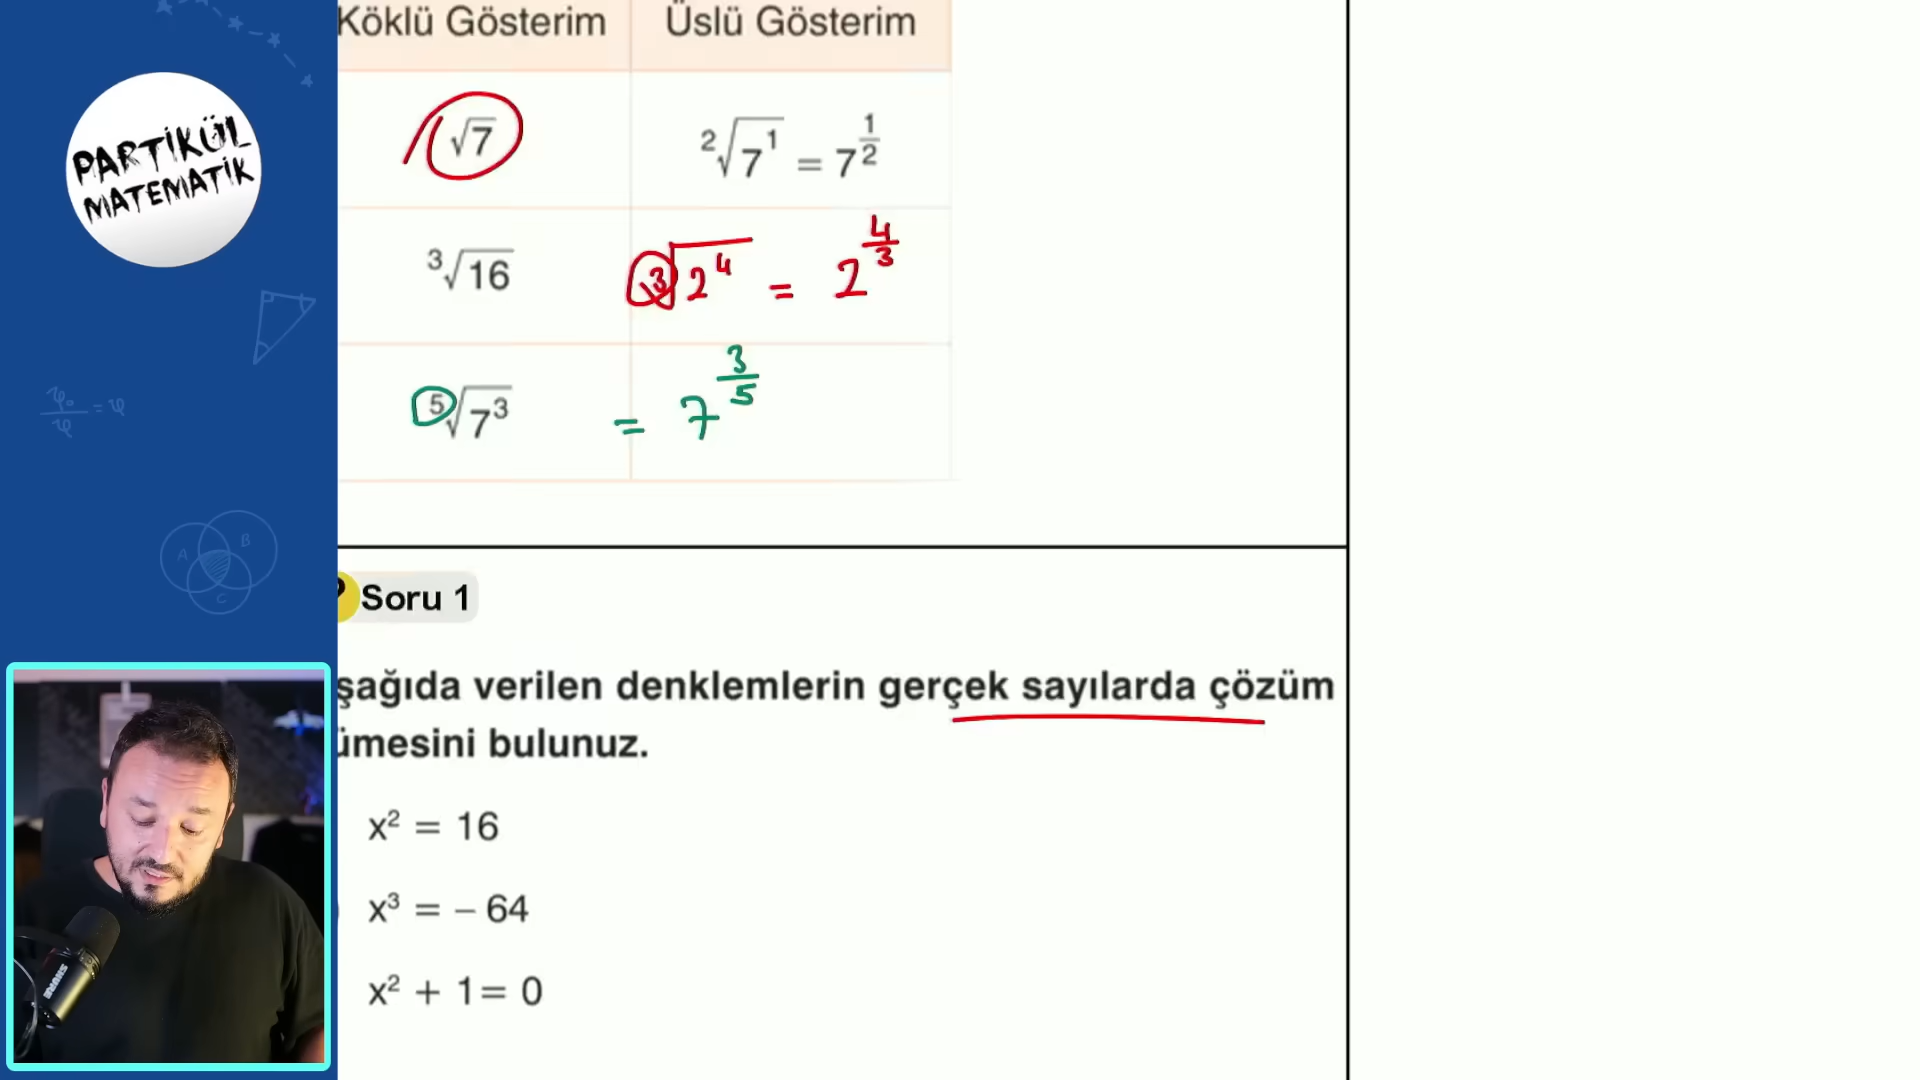 PARTİKÜL
MATEMATİK
Köklü Gösterim Üslü Gösterim
√7 ²√7¹ = 7^(1/2)
³√16 ³√2⁴ = 2^(4/3)
⁵√7³ = 7^(3/5)
φ₀/φ = φ
A B
C
? Soru 1
şağıda verilen denklemlerin gerçek sayılarda çözüm
ümesini bulunuz.
x² = 16
x³ = – 64
x² + 1= 0
SHURE